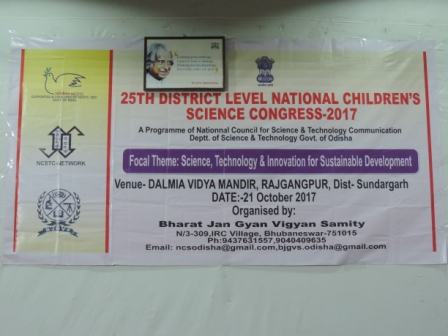 25TH DISTRICT LEVEL NATIONAL CHILDREN'S
SCIENCE CONGRESS-2017
A Programme of Nationnal Council for Science & Technology Communication
Deptt. of Science & Technology Govt. of Odisha
NCSTC-NETWORK
Focal Theme: Science, Technology & Innovation for Sustainable Development
Venue- DALMIA VIDYA MANDIR, RAJGANGPUR, Dist- Sundargarh
DATE:-21 October 2017
Organised by:
Bharat Jan Gyan Vigyan Samity
N/3-309,IRC Village, Bhubaneswar-751015
Ph:9437631557,9040409635
Email: ncsodisha@gmail.com,bjgvs.odisha@gmail.com